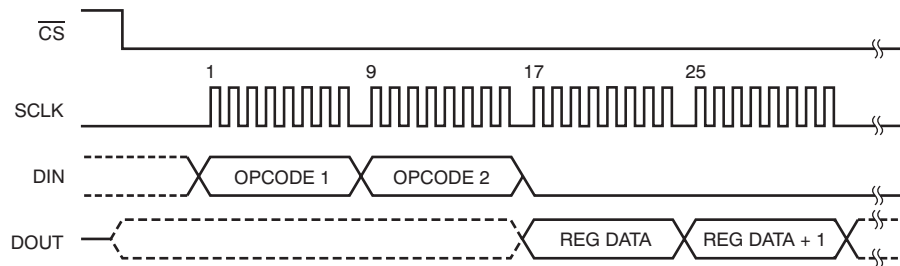 CS
1 9 17 25
SCLK
DIN OPCODE 1 OPCODE 2
DOUT REG DATA REG DATA + 1